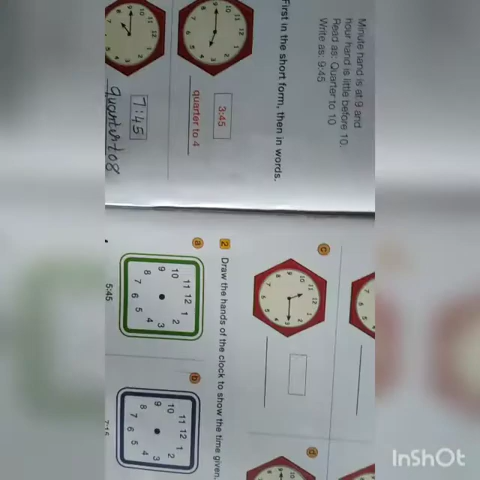 Minute hand is at 9 and
hour hand is little before 10.
Read as: Quarter to 10
Write as: 9:45
First in the short form, then in words.
3:45
quarter to 4
7:45
quarter to 8
c
d
2 Draw the hands of the clock to show the time given.
a
b
5:45
7:15
InShOt